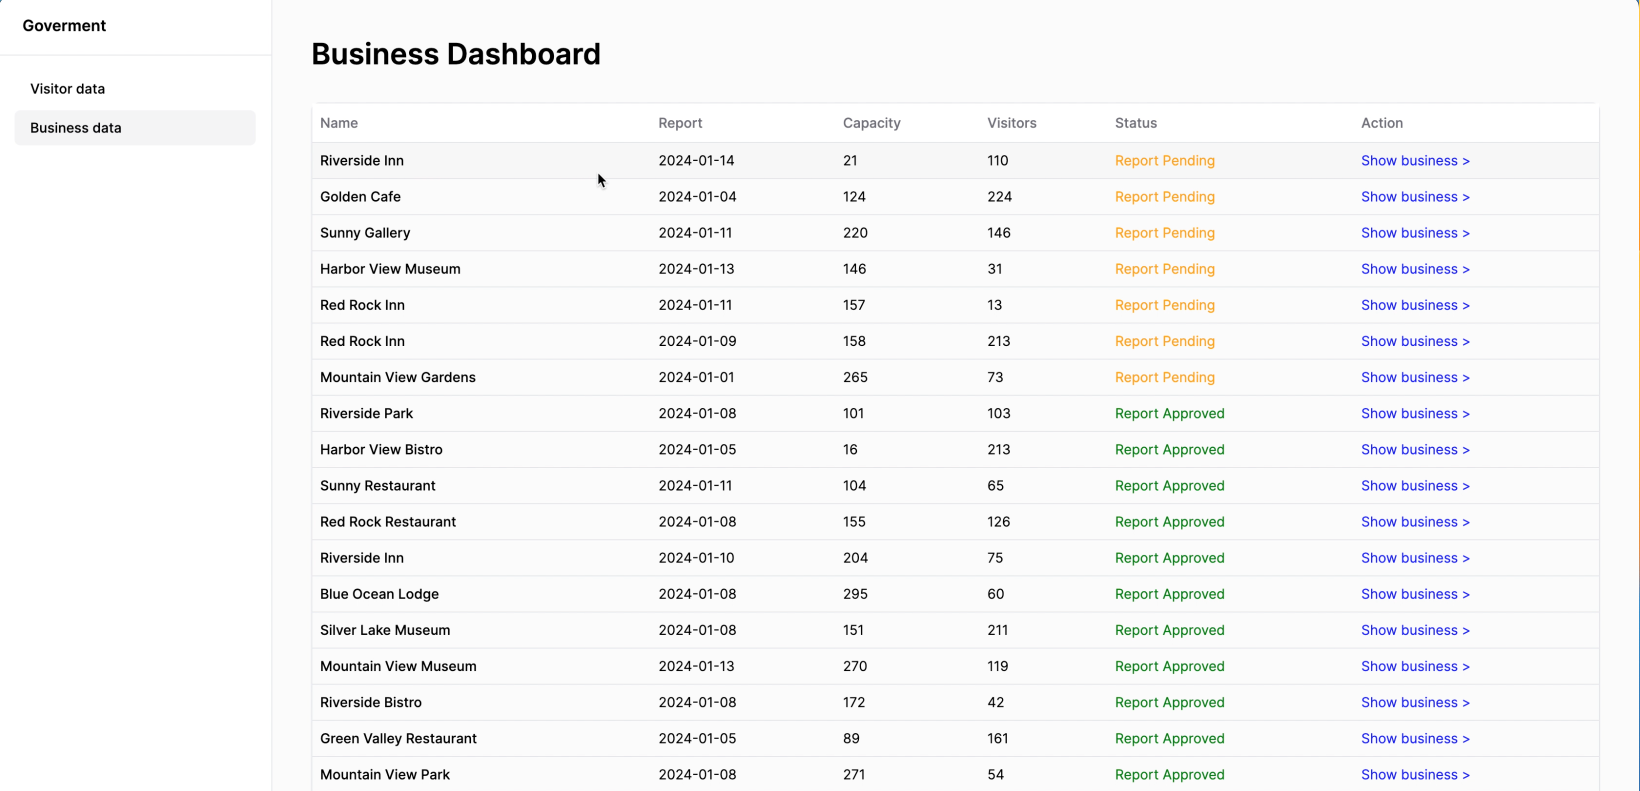 Goverment
Visitor data
Business data
Business Dashboard
Name Report Capacity Visitors Status Action
Riverside Inn 2024-01-14 21 110 Report Pending Show business >
Golden Cafe 2024-01-04 124 224 Report Pending Show business >
Sunny Gallery 2024-01-11 220 146 Report Pending Show business >
Harbor View Museum 2024-01-13 146 31 Report Pending Show business >
Red Rock Inn 2024-01-11 157 13 Report Pending Show business >
Red Rock Inn 2024-01-09 158 213 Report Pending Show business >
Mountain View Gardens 2024-01-01 265 73 Report Pending Show business >
Riverside Park 2024-01-08 101 103 Report Approved Show business >
Harbor View Bistro 2024-01-05 16 213 Report Approved Show business >
Sunny Restaurant 2024-01-11 104 65 Report Approved Show business >
Red Rock Restaurant 2024-01-08 155 126 Report Approved Show business >
Riverside Inn 2024-01-10 204 75 Report Approved Show business >
Blue Ocean Lodge 2024-01-08 295 60 Report Approved Show business >
Silver Lake Museum 2024-01-08 151 211 Report Approved Show business >
Mountain View Museum 2024-01-13 270 119 Report Approved Show business >
Riverside Bistro 2024-01-08 172 42 Report Approved Show business >
Green Valley Restaurant 2024-01-05 89 161 Report Approved Show business >
Mountain View Park 2024-01-08 271 54 Report Approved Show business >